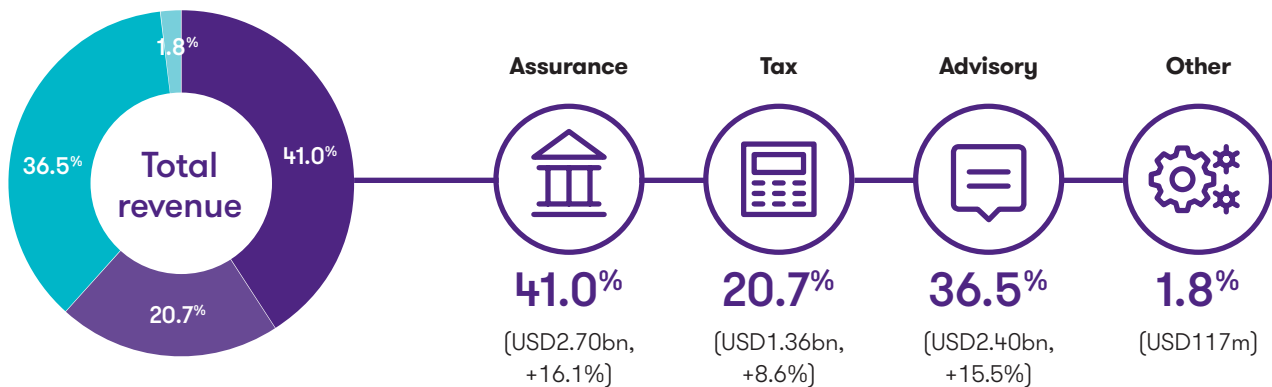 1.8%
36.5%
41.0%
20.7%
Total
revenue
Assurance
41.0%
(USD2.70bn,
+16.1%)
Tax
20.7%
(USD1.36bn,
+8.6%)
Advisory
36.5%
(USD2.40bn,
+15.5%)
Other
1.8%
(USD117m)